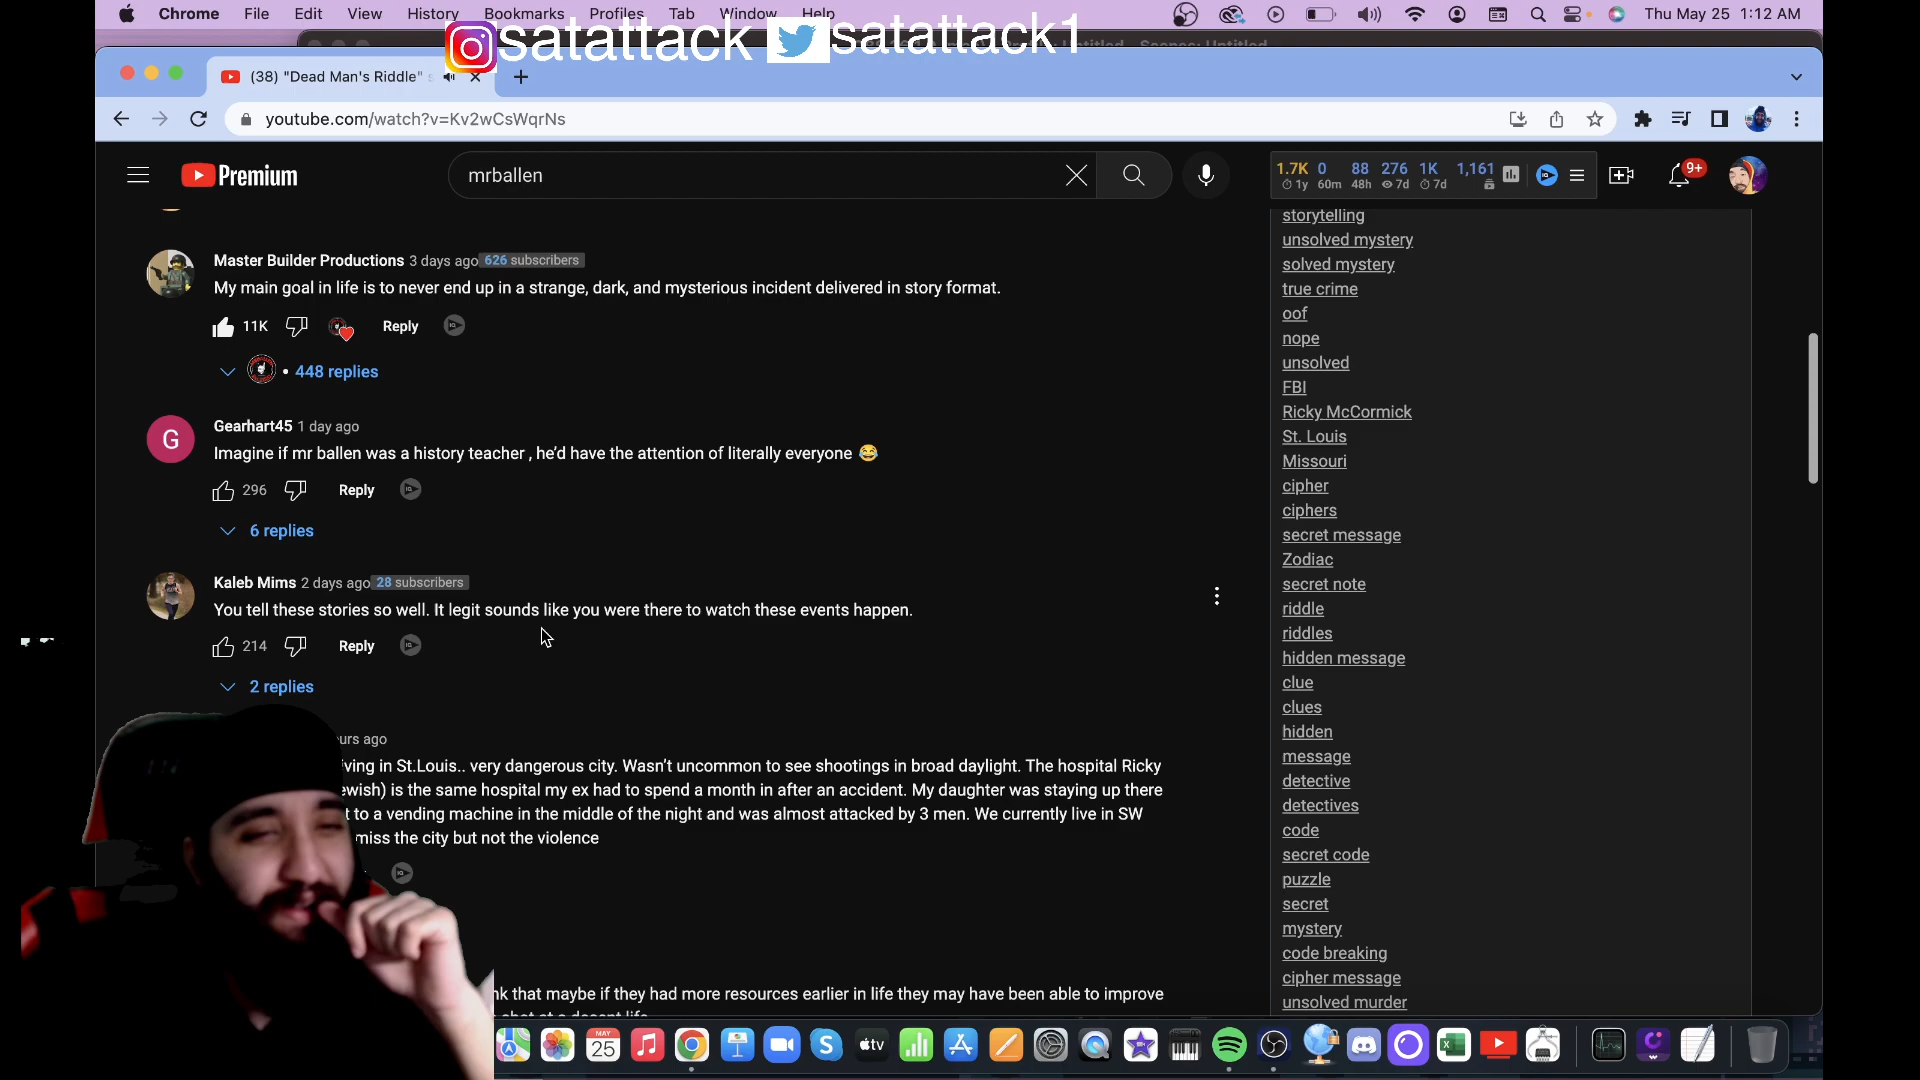 Chrome File Edit View History Bookmarks Profiles Tab Window Help
Thu May 25 1:12 AM
satattack satattack1
(38) "Dead Man's Riddle"
youtube.com/watch?v=Kv2wCsWqrNs
Premium
mrballen
1.7K 0 88 276 1K 1,161
1y 60m 48h 7d 7d
9+
Master Builder Productions 3 days ago 626 subscribers
My main goal in life is to never end up in a strange, dark, and mysterious incident delivered in story format.
11K Reply
448 replies
G
Gearhart45 1 day ago
Imagine if mr ballen was a history teacher , he'd have the attention of literally everyone 😂
296 Reply
6 replies
Kaleb Mims 2 days ago 28 subscribers
You tell these stories so well. It legit sounds like you were there to watch these events happen.
214 Reply
2 replies
ago
in St.Louis.. very dangerous city. Wasn't uncommon to see shootings in broad daylight. The hospital Ricky
is the same hospital my ex had to spend a month in after an accident. My daughter was staying up there
to a vending machine in the middle of the night and was almost attacked by 3 men. We currently live in SW
miss the city but not the violence
that maybe if they had more resources earlier in life they may have been able to improve
storytelling
unsolved mystery
solved mystery
true crime
oof
nope
unsolved
FBI
Ricky McCormick
St. Louis
Missouri
cipher
ciphers
secret message
Zodiac
secret note
riddle
riddles
hidden message
clue
clues
hidden
message
detective
detectives
code
secret code
puzzle
secret
mystery
code breaking
cipher message
unsolved murder
MAY
25
tv